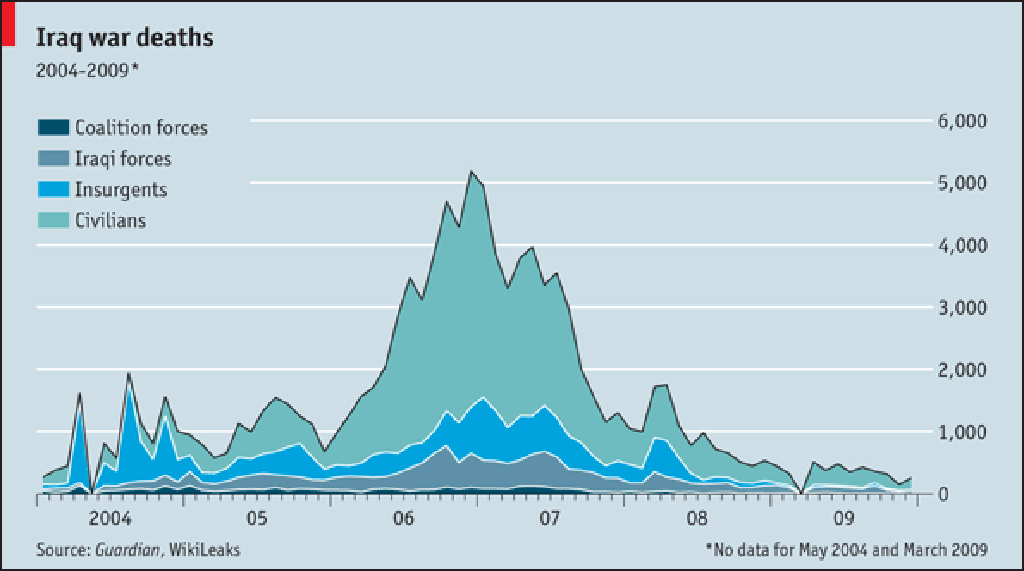 Iraq war deaths
2004-2009*
Coalition forces
Iraqi forces
Insurgents
Civilians
6,000
5,000
4,000
3,000
2,000
1,000
0
2004
05
06
07
08
09
Source: Guardian, WikiLeaks
*No data for May 2004 and March 2009